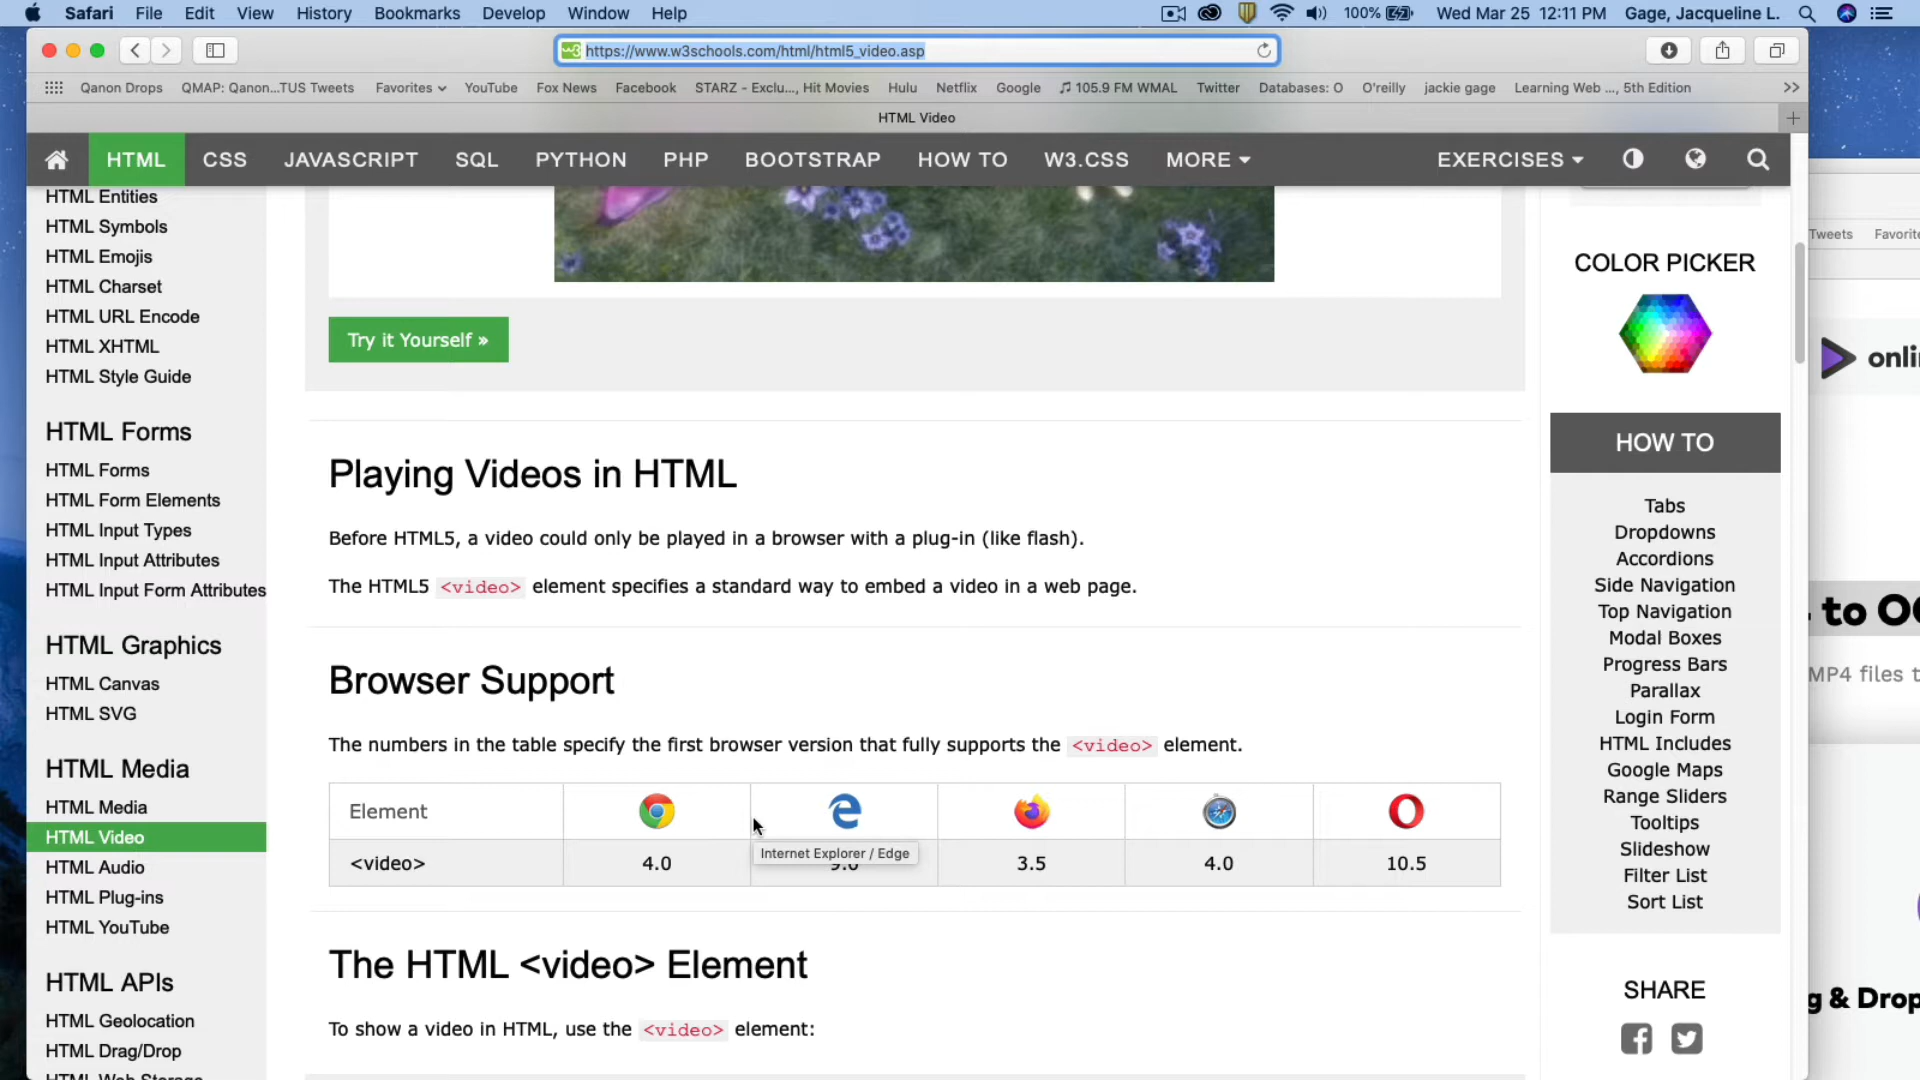 Safari File Edit View History Bookmarks Develop Window Help 100% Wed Mar 25 12:11 PM Gage, Jacqueline L.
https://www.w3schools.com/html/html5_video.asp
Qanon Drops QMAP: Qanon...TUS Tweets Favorites YouTube Fox News Facebook STARZ - Exclu..., Hit Movies Hulu Netflix Google 105.9 FM WMAL Twitter Databases: O O'reilly jackie gage Learning Web ..., 5th Edition >>
HTML Video
HTML CSS JAVASCRIPT SQL PYTHON PHP BOOTSTRAP HOW TO W3.CSS MORE EXERCISES
HTML Entities
HTML Symbols
HTML Emojis
HTML Charset
HTML URL Encode
HTML XHTML
HTML Style Guide
HTML Forms
HTML Forms
HTML Form Elements
HTML Input Types
HTML Input Attributes
HTML Input Form Attributes
HTML Graphics
HTML Canvas
HTML SVG
HTML Media
HTML Media
HTML Video
HTML Audio
HTML Plug-ins
HTML YouTube
HTML APIs
HTML Geolocation
HTML Drag/Drop
HTML Web Storage
Try it Yourself »
Playing Videos in HTML
Before HTML5, a video could only be played in a browser with a plug-in (like flash).
The HTML5 <video> element specifies a standard way to embed a video in a web page.
Browser Support
The numbers in the table specify the first browser version that fully supports the <video> element.
Element
Internet Explorer / Edge
<video> 4.0 9.0 3.5 4.0 10.5
The HTML <video> Element
To show a video in HTML, use the <video> element:
COLOR PICKER
HOW TO
Tabs
Dropdowns
Accordions
Side Navigation
Top Navigation
Modal Boxes
Progress Bars
Parallax
Login Form
HTML Includes
Google Maps
Range Sliders
Tooltips
Slideshow
Filter List
Sort List
SHARE
Tweets Favorite
onli
to O
MP4 files t
g & Drop